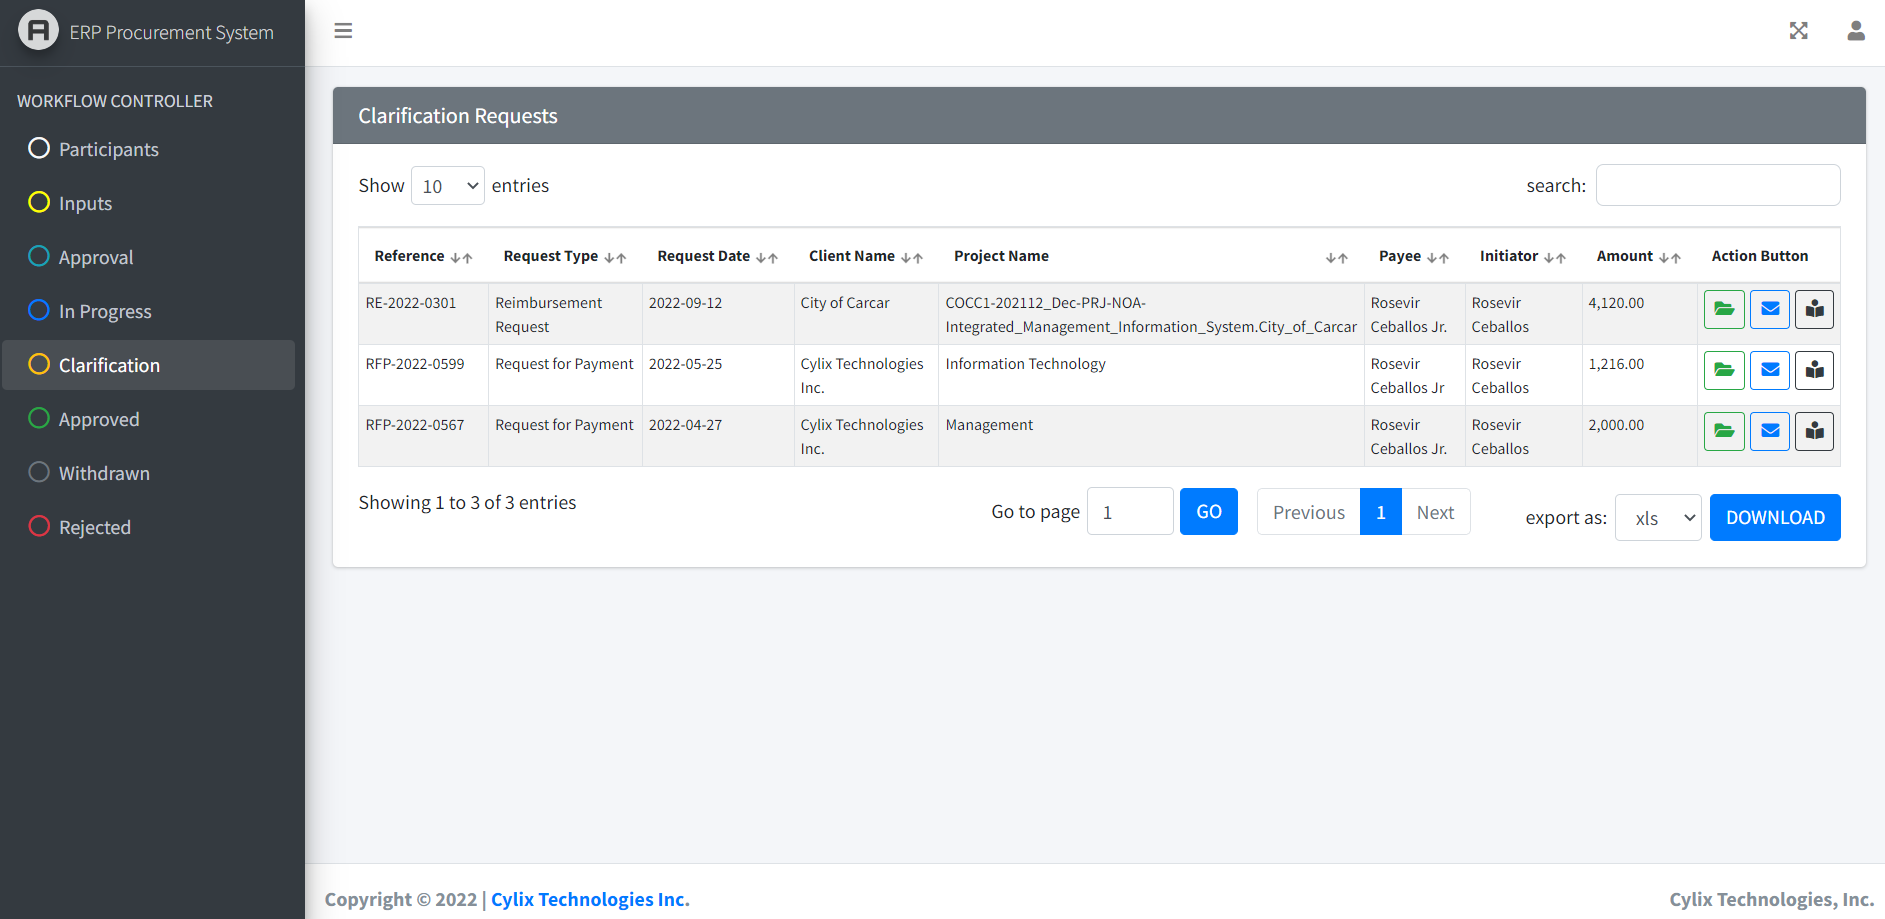 ERP Procurement System
WORKFLOW CONTROLLER
Participants
Inputs
Approval
In Progress
Clarification
Approved
Withdrawn
Rejected
Clarification Requests
Show 10 entries
search:
Reference Request Type Request Date Client Name Project Name Payee Initiator Amount Action Button
RE-2022-0301 Reimbursement 2022-09-12 City of Carcar COCC1-202112_Dec-PRJ-NOA- Rosevir Rosevir 4,120.00
Request Integrated_Management_Information_System.City_of_Carcar Ceballos Jr. Ceballos
RFP-2022-0599 Request for Payment 2022-05-25 Cylix Technologies Information Technology Rosevir Rosevir 1,216.00
Inc. Ceballos Jr Ceballos
RFP-2022-0567 Request for Payment 2022-04-27 Cylix Technologies Management Rosevir Rosevir 2,000.00
Inc. Ceballos Jr. Ceballos
Showing 1 to 3 of 3 entries
Go to page 1 GO Previous 1 Next export as: xls DOWNLOAD
Copyright © 2022 | Cylix Technologies Inc.
Cylix Technologies, Inc.